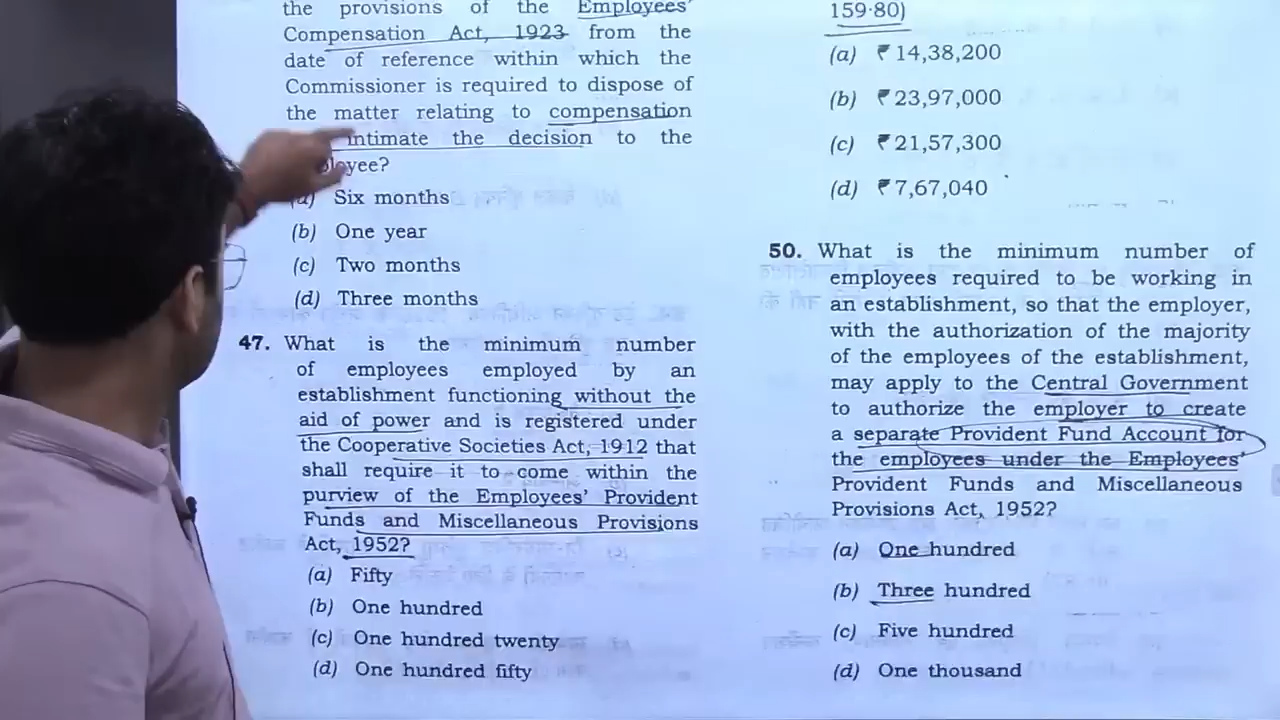 the provisions of the Employees'
Compensation Act, 1923 from the
date of reference within which the
Commissioner is required to dispose of
the matter relating to compensation
intimate the decision to the
(a) Six months
(b) One year
(c) Two months
(d) Three months
47. What is the minimum number
of employees employed by an
establishment functioning without the
aid of power and is registered under
the Cooperative Societies Act, 1912 that
shall require it to come within the
purview of the Employees' Provident
Funds and Miscellaneous Provisions
Act, 1952?
(a) Fifty
(b) One hundred
(c) One hundred twenty
(d) One hundred fifty
159·80)
(a) ₹ 14,38,200
(b) ₹ 23,97,000
(c) ₹ 21,57,300
(d) ₹ 7,67,040
50. What is the minimum number of
employees required to be working in
an establishment, so that the employer,
with the authorization of the majority
of the employees of the establishment,
may apply to the Central Government
to authorize the employer to create
a separate Provident Fund Account for
the employees under the Employees'
Provident Funds and Miscellaneous
Provisions Act, 1952?
(a) One hundred
(b) Three hundred
(c) Five hundred
(d) One thousand